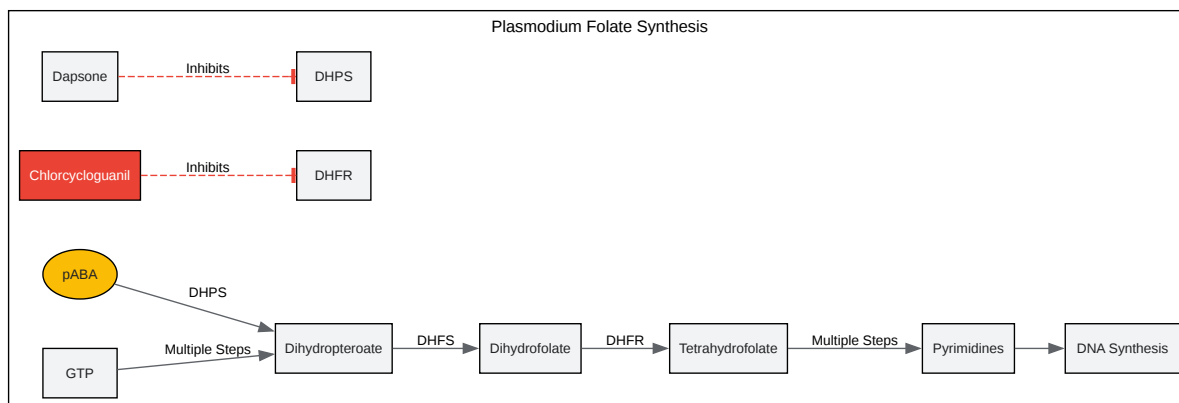 Plasmodium Folate Synthesis
Dapsone
Inhibits
DHPS
Chlorcycloguanil
Inhibits
DHFR
pABA
DHPS
GTP
Multiple Steps
Dihydropteroate
DHFS
Dihydrofolate
DHFR
Tetrahydrofolate
Multiple Steps
Pyrimidines
DNA Synthesis